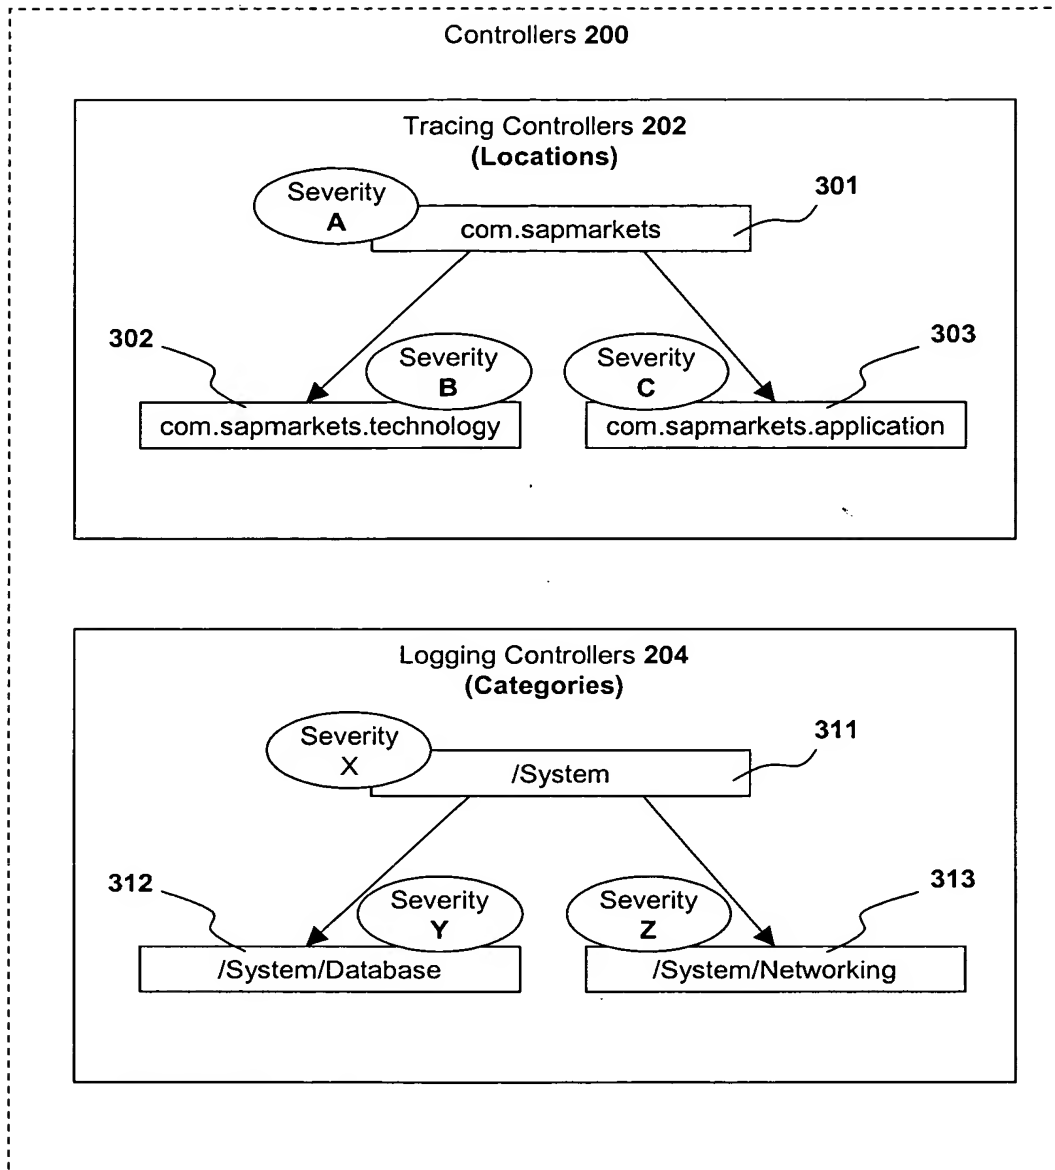 Controllers 200
Tracing Controllers 202
(Locations)
Severity
A
301
com.sapmarkets
302
Severity
B
Severity
C
303
com.sapmarkets.technology
com.sapmarkets.application
Logging Controllers 204
(Categories)
Severity
X
311
/System
312
Severity
Y
Severity
Z
313
/System/Database
/System/Networking